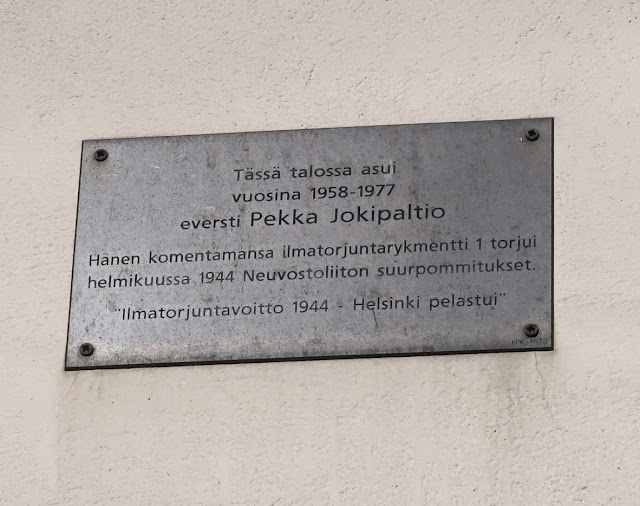 Tässä talossa asui
vuosina 1958-1977
eversti Pekka Jokipaltio
Hänen komentamansa ilmatorjuntarykmentti 1 torjui
helmikuussa 1944 Neuvostoliiton suurpommitukset.
"Ilmatorjuntavoitto 1944 - Helsinki pelastui"